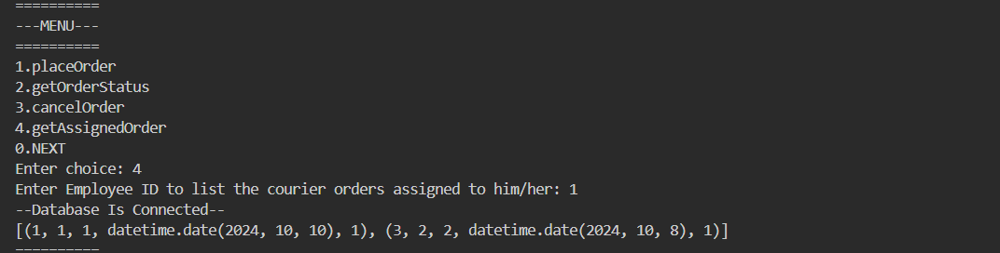 ==========
---MENU---
==========
1.placeOrder
2.getOrderStatus
3.cancelOrder
4.getAssignedOrder
0.NEXT
Enter choice: 4
Enter Employee ID to list the courier orders assigned to him/her: 1
--Database Is Connected--
[(1, 1, 1, datetime.date(2024, 10, 10), 1), (3, 2, 2, datetime.date(2024, 10, 8), 1)]
==========